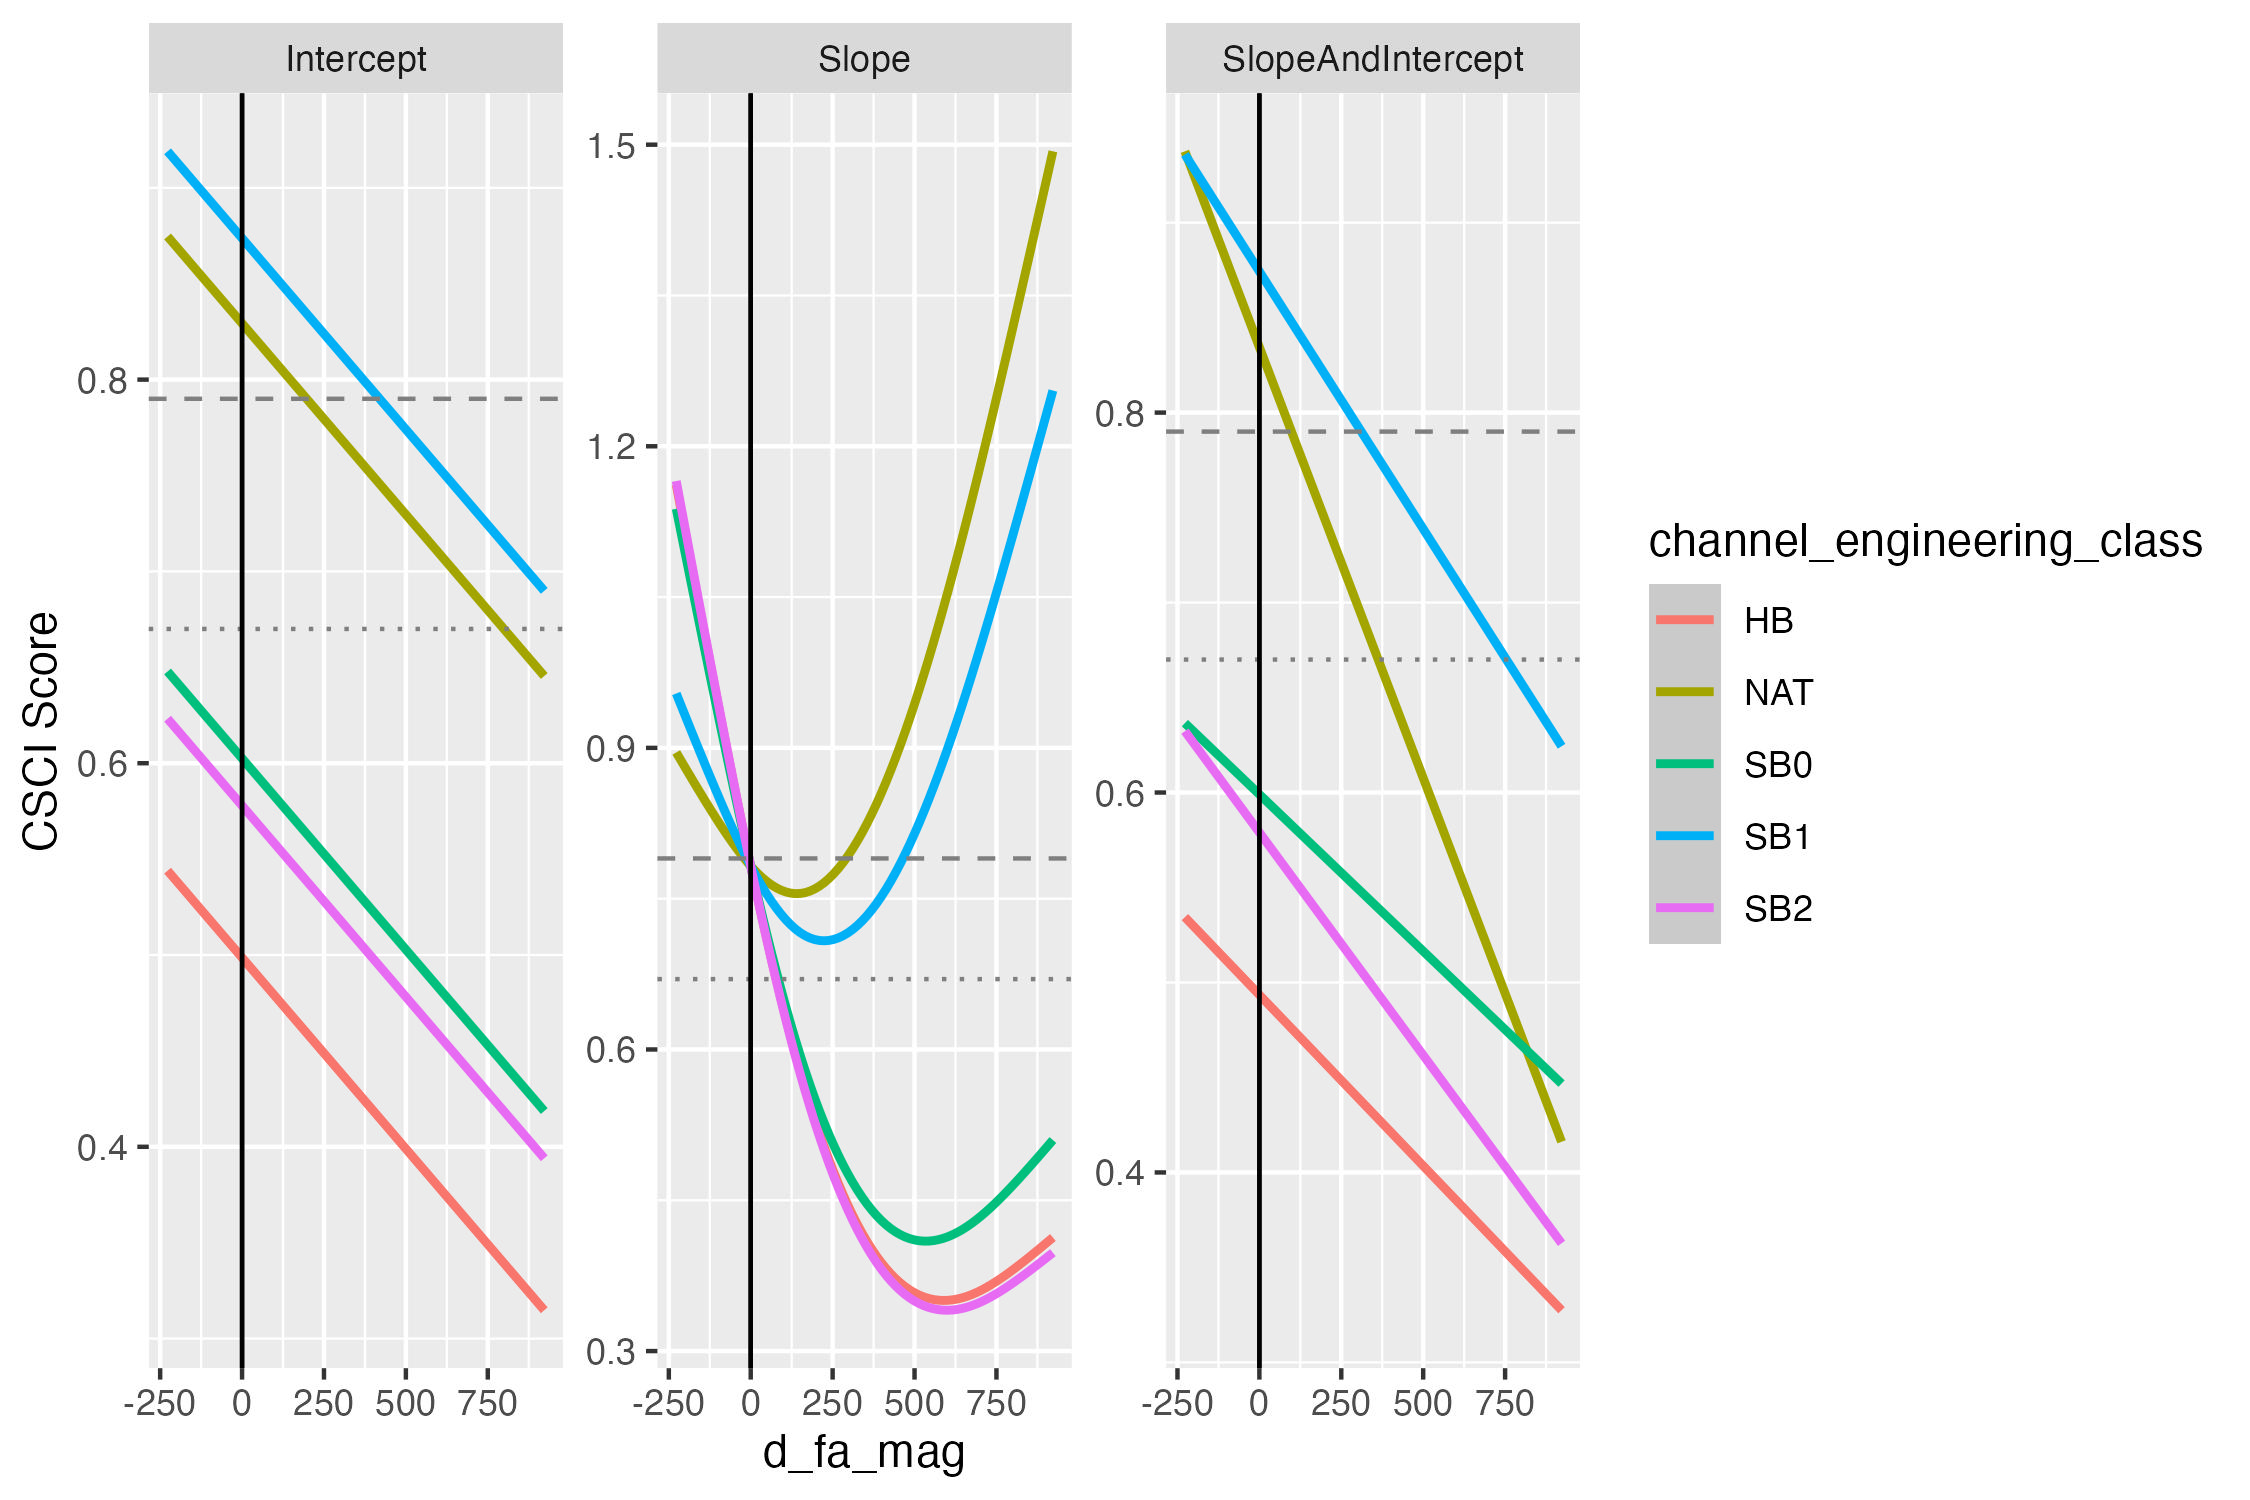 Intercept
Slope
SlopeAndIntercept
CSCI Score
0.8
0.6
0.4
1.5
1.2
0.9
0.6
0.3
0.8
0.6
0.4
-250 0 250 500 750
-250 0 250 500 750
-250 0 250 500 750
d_fa_mag
channel_engineering_class
HB
NAT
SB0
SB1
SB2